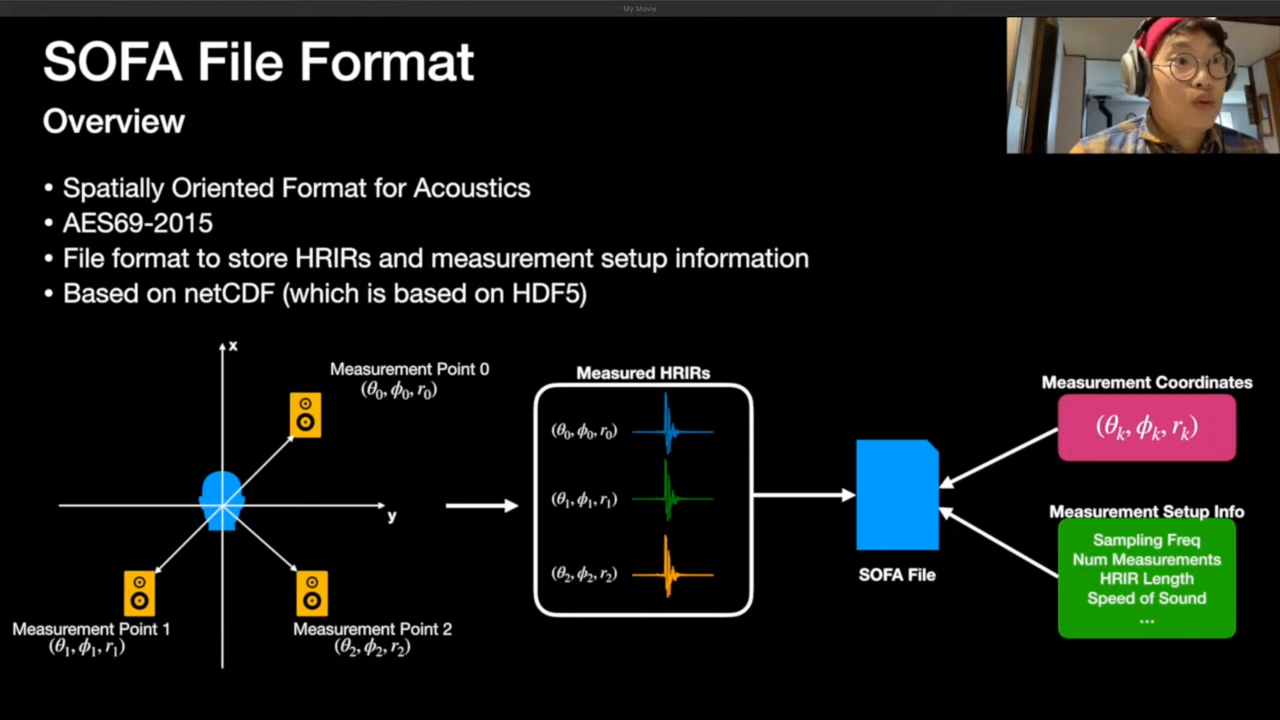 My Movie
SOFA File Format
Overview
• Spatially Oriented Format for Acoustics
• AES69-2015
• File format to store HRIRs and measurement setup information
• Based on netCDF (which is based on HDF5)
x
y
Measurement Point 0
(θ₀, ϕ₀, r₀)
Measurement Point 1
(θ₁, ϕ₁, r₁)
Measurement Point 2
(θ₂, ϕ₂, r₂)
Measured HRIRs
(θ₀, ϕ₀, r₀)
(θ₁, ϕ₁, r₁)
(θ₂, ϕ₂, r₂)
SOFA File
Measurement Coordinates
(θₖ, ϕₖ, rₖ)
Measurement Setup Info
Sampling Freq
Num Measurements
HRIR Length
Speed of Sound
...